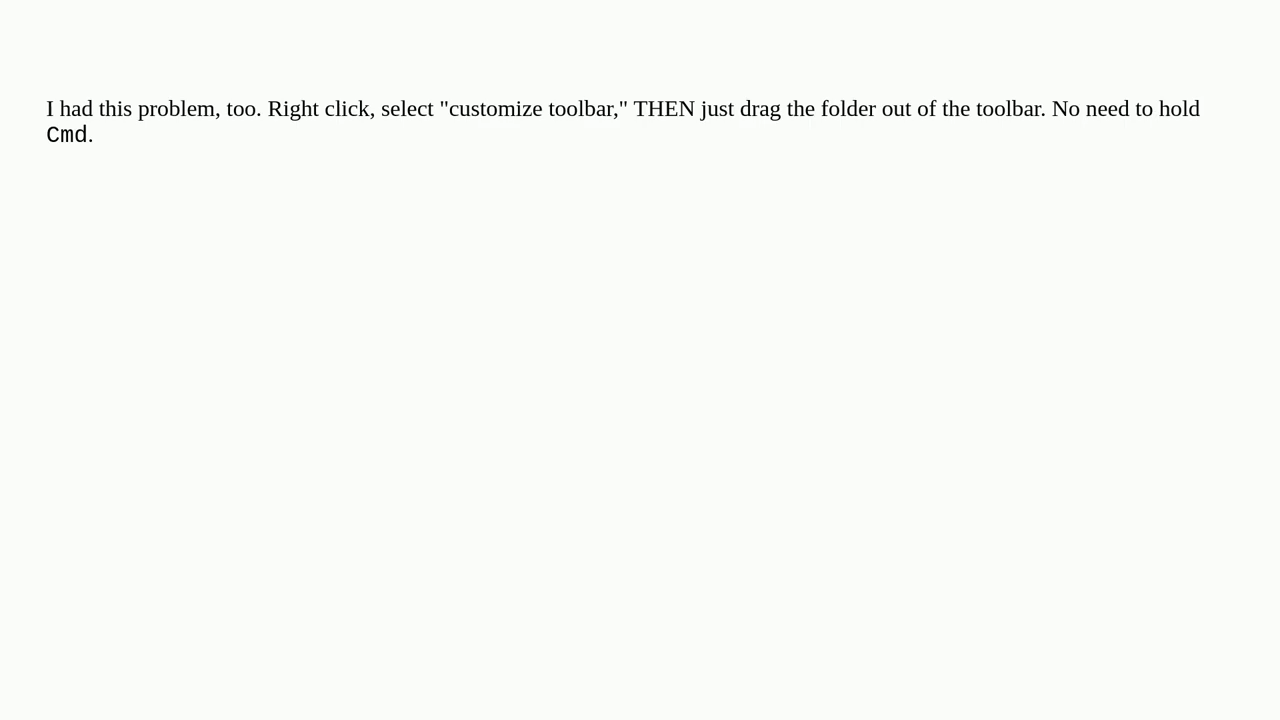 I had this problem, too. Right click, select "customize toolbar," THEN just drag the folder out of the toolbar. No need to hold
Cmd.